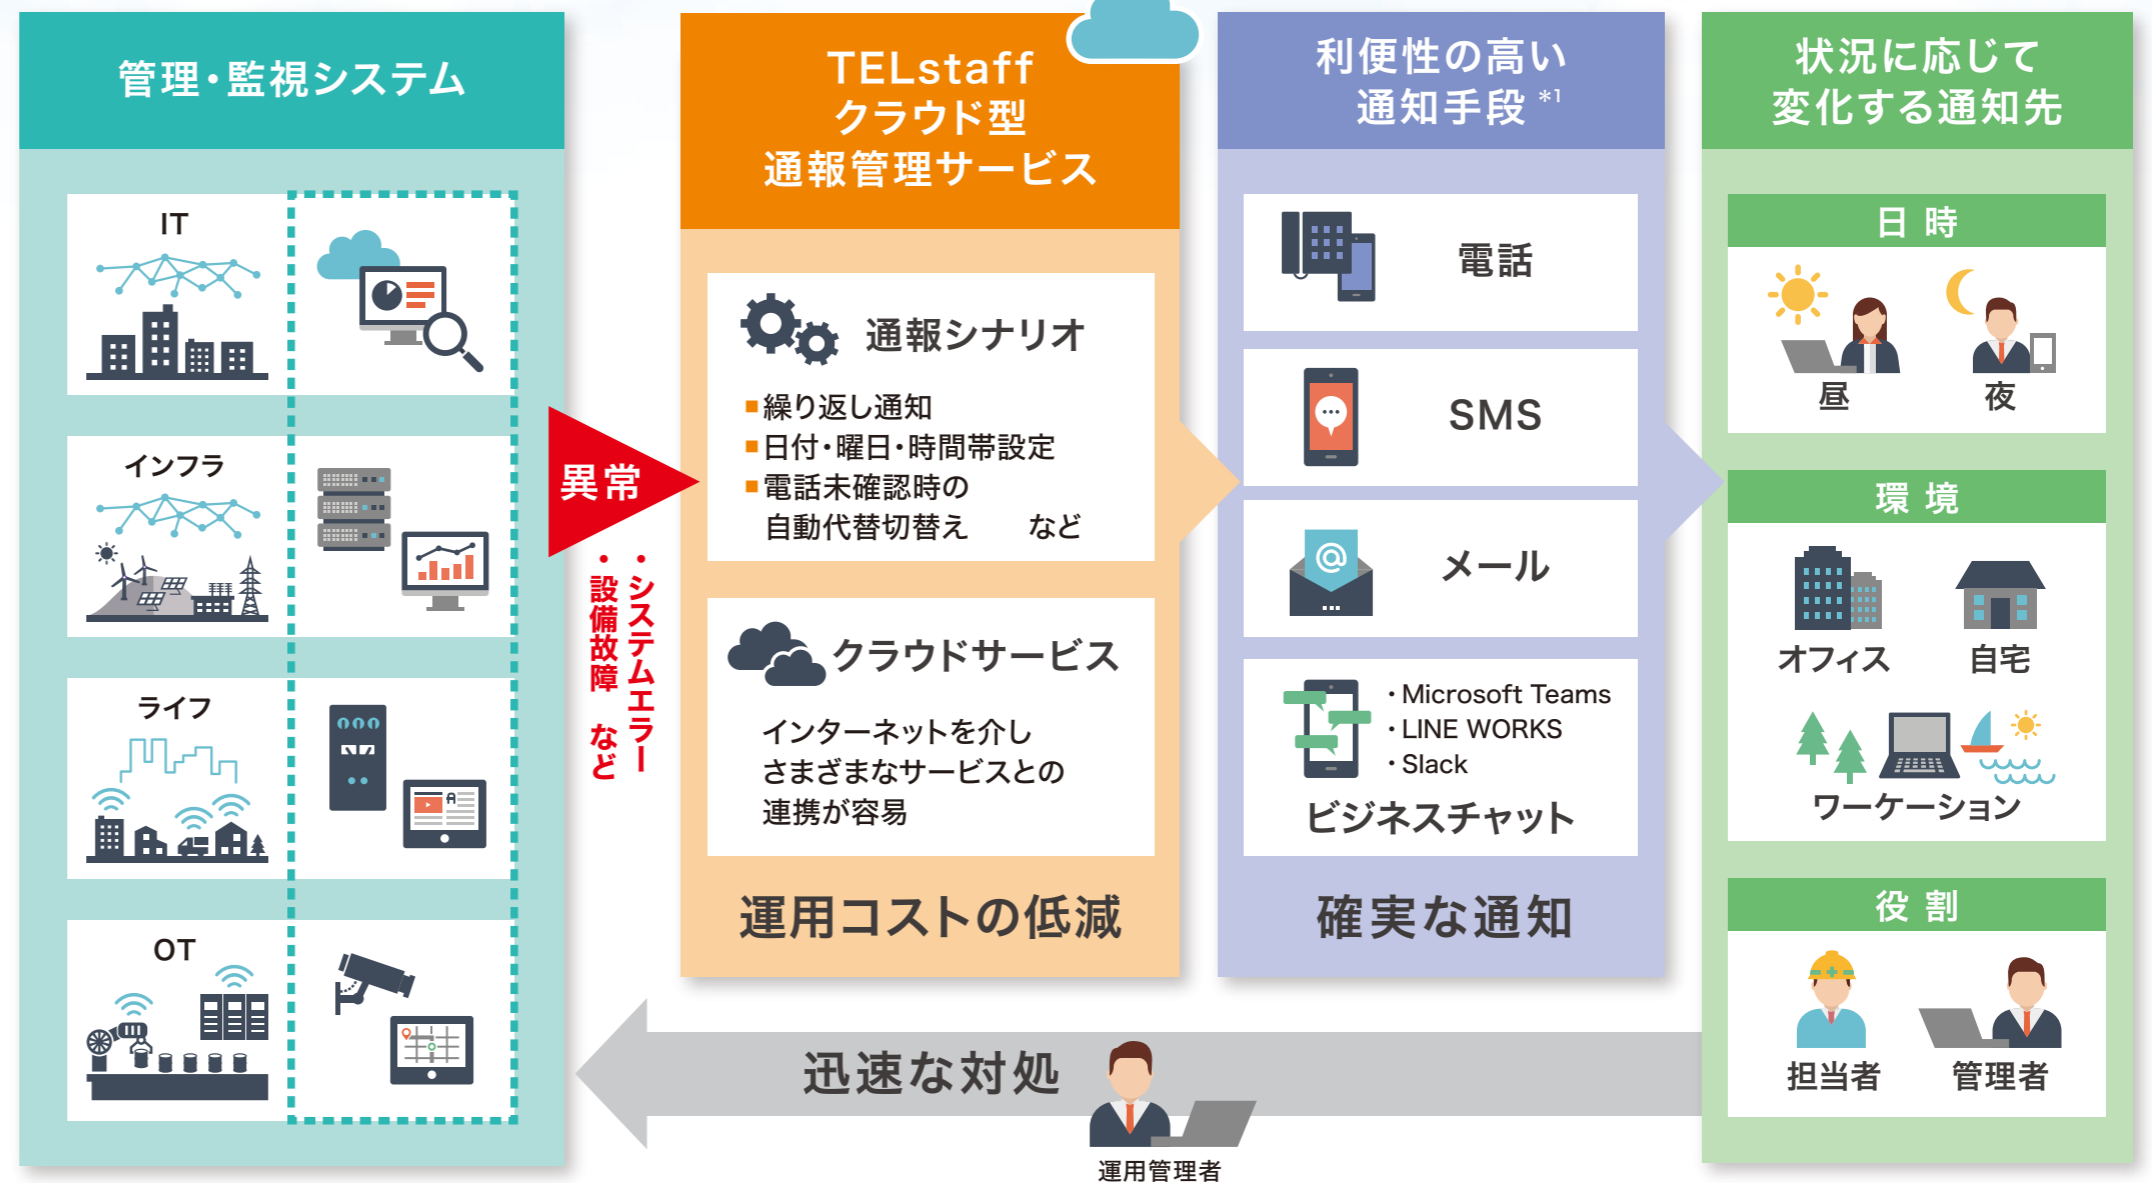 管理・監視システム
IT
インフラ
ライフ
OT
異常
・システムエラー
・設備故障 など
TELstaff
クラウド型
通報管理サービス
通報シナリオ
■繰り返し通知
■日付・曜日・時間帯設定
■電話未確認時の
自動代替切替え など
クラウドサービス
インターネットを介し
さまざまなサービスとの
連携が容易
運用コストの低減
利便性の高い
通知手段 *1
電話
SMS
メール
・Microsoft Teams
・LINE WORKS
・Slack
ビジネスチャット
確実な通知
状況に応じて
変化する通知先
日時
昼 夜
環境
オフィス 自宅
ワーケーション
役割
担当者 管理者
迅速な対処
運用管理者